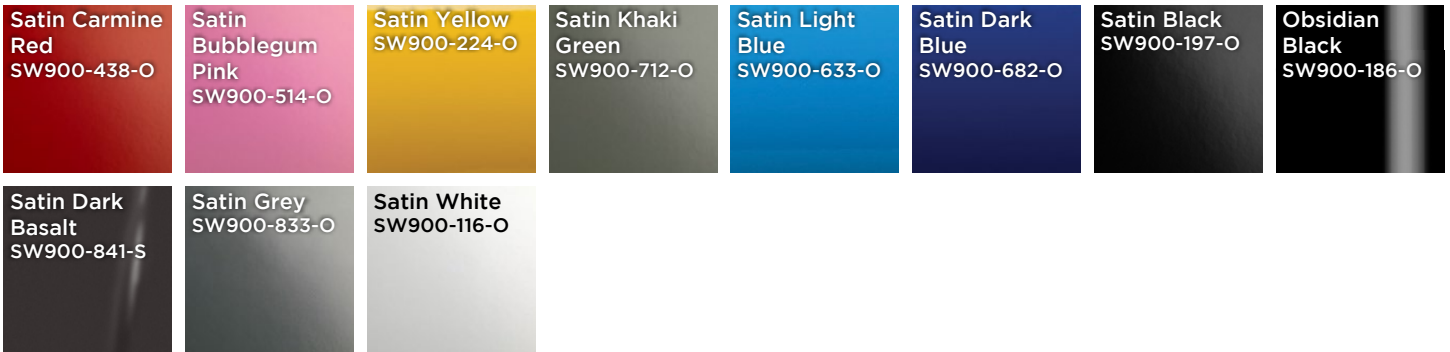 Satin Carmine
Red
SW900-438-O
Satin
Bubblegum
Pink
SW900-514-O
Satin Yellow
SW900-224-O
Satin Khaki
Green
SW900-712-O
Satin Light
Blue
SW900-633-O
Satin Dark
Blue
SW900-682-O
Satin Black
SW900-197-O
Obsidian
Black
SW900-186-O
Satin Dark
Basalt
SW900-841-S
Satin Grey
SW900-833-O
Satin White
SW900-116-O